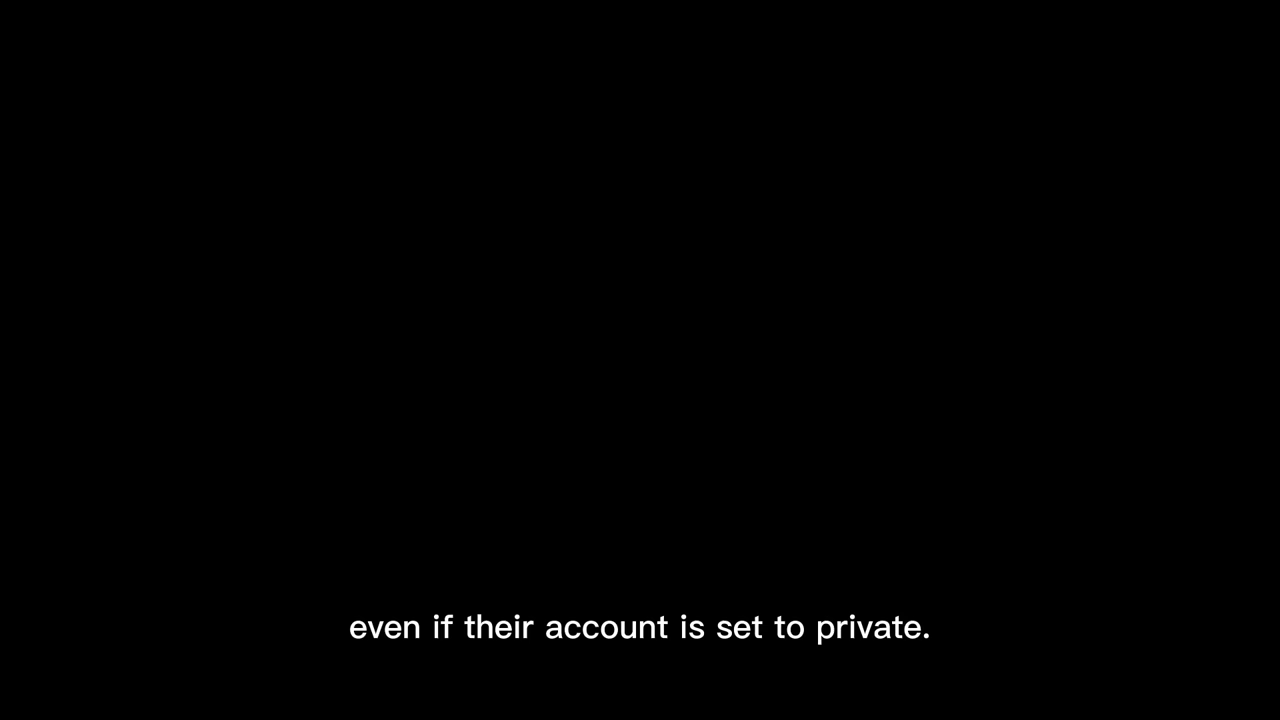 even if their account is set to private.